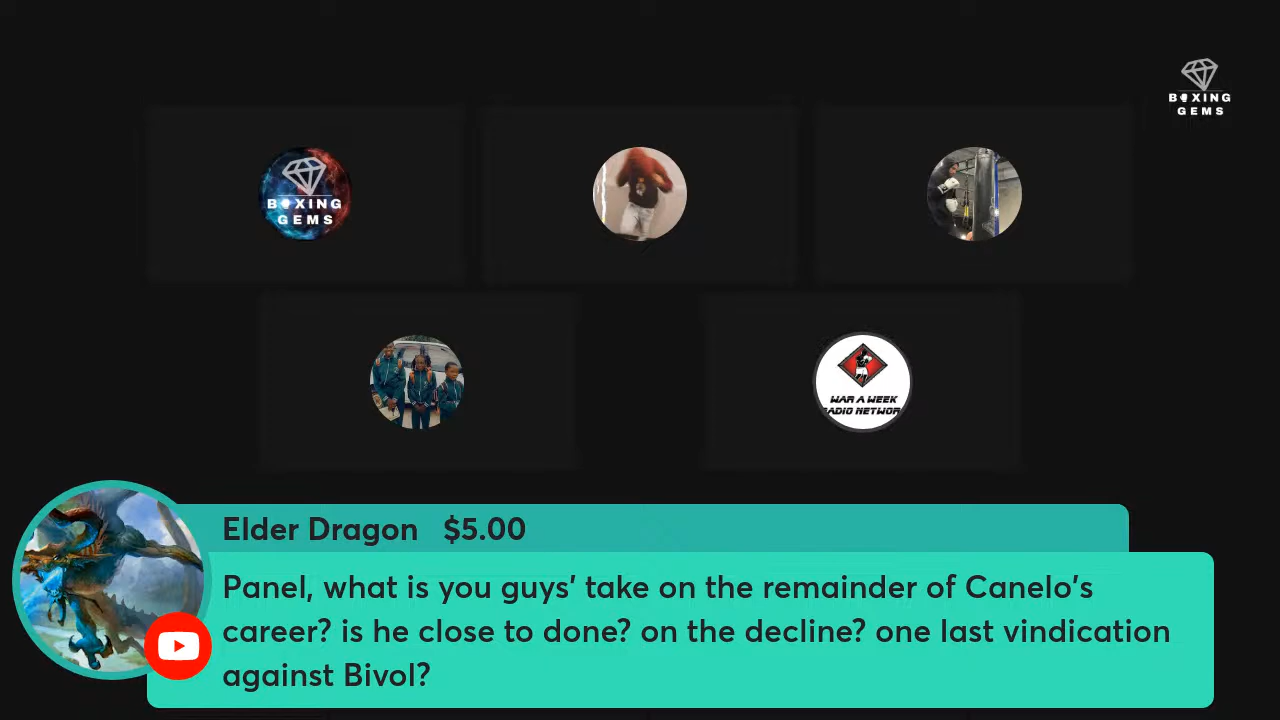 BOXING
GEMS
BOXING
GEMS
WAR A WEEK
RADIO NETWORK
Elder Dragon $5.00
Panel, what is you guys' take on the remainder of Canelo's
career? is he close to done? on the decline? one last vindication
against Bivol?